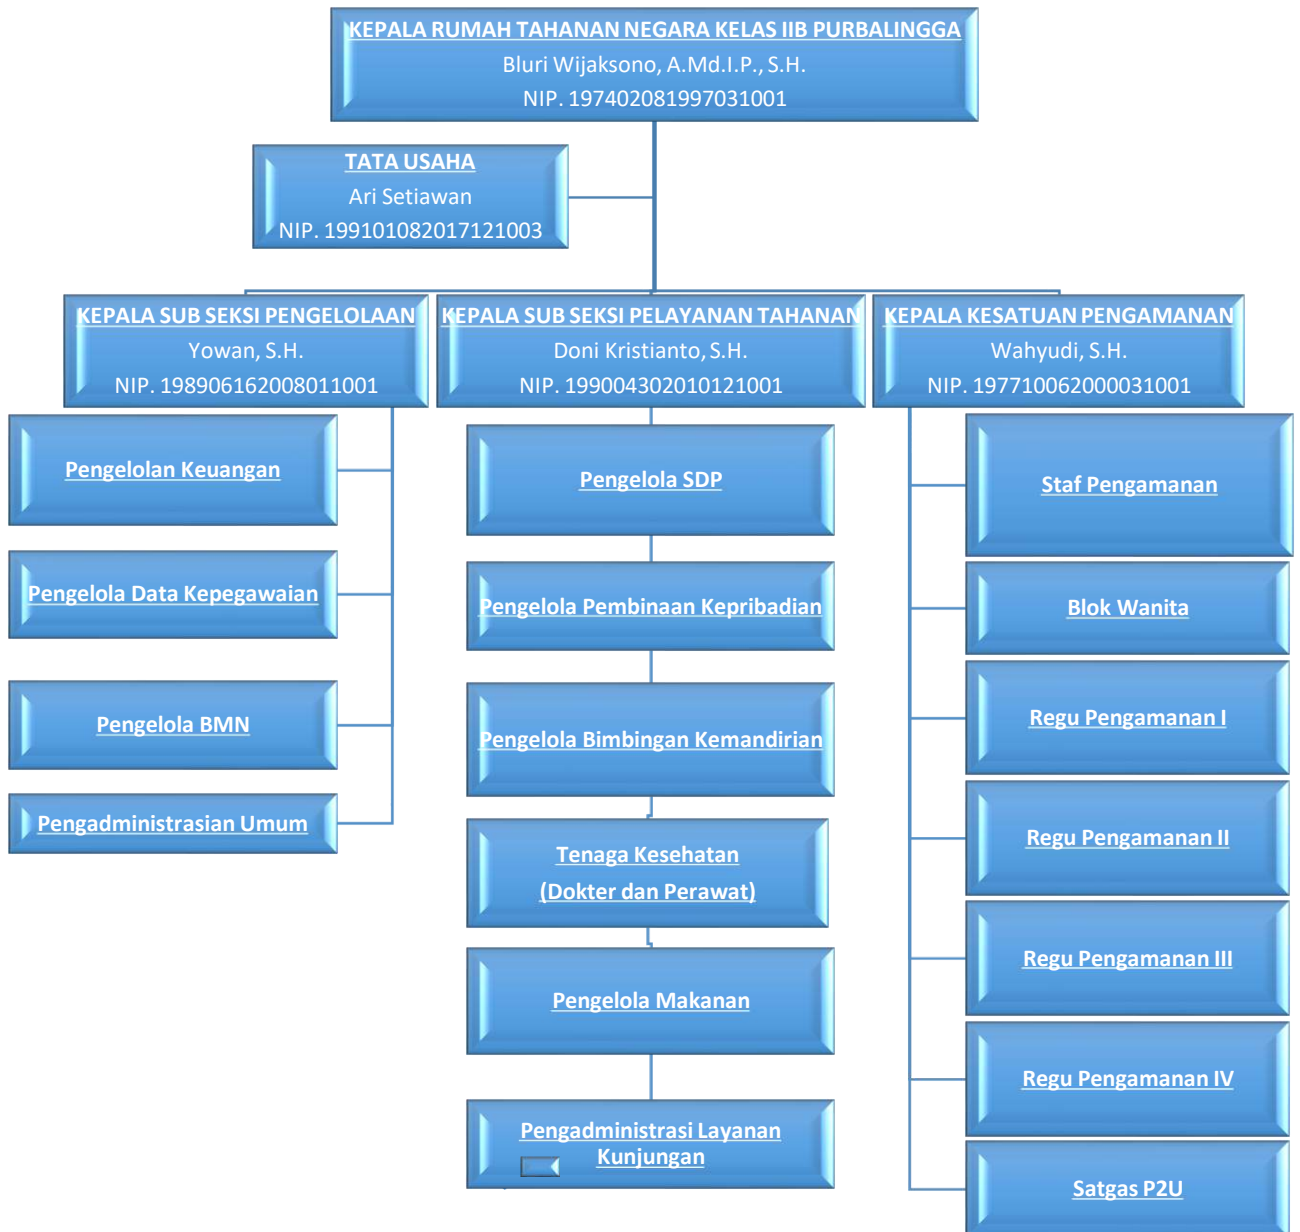 KEPALA RUMAH TAHANAN NEGARA KELAS IIB PURBALINGGA
Bluri Wijaksono, A.Md.I.P., S.H.
NIP. 197402081997031001
TATA USAHA
Ari Setiawan
NIP. 199101082017121003
KEPALA SUB SEKSI PENGELOLAAN
Yowan, S.H.
NIP. 198906162008011001
KEPALA SUB SEKSI PELAYANAN TAHANAN
Doni Kristianto, S.H.
NIP. 199004302010121001
KEPALA KESATUAN PENGAMANAN
Wahyudi, S.H.
NIP. 197710062000031001
Pengelolan Keuangan
Pengelola Data Kepegawaian
Pengelola BMN
Pengadministrasian Umum
Pengelola SDP
Pengelola Pembinaan Kepribadian
Pengelola Bimbingan Kemandirian
Tenaga Kesehatan
(Dokter dan Perawat)
Pengelola Makanan
Pengadministrasi Layanan
Kunjungan
Staf Pengamanan
Blok Wanita
Regu Pengamanan I
Regu Pengamanan II
Regu Pengamanan III
Regu Pengamanan IV
Satgas P2U